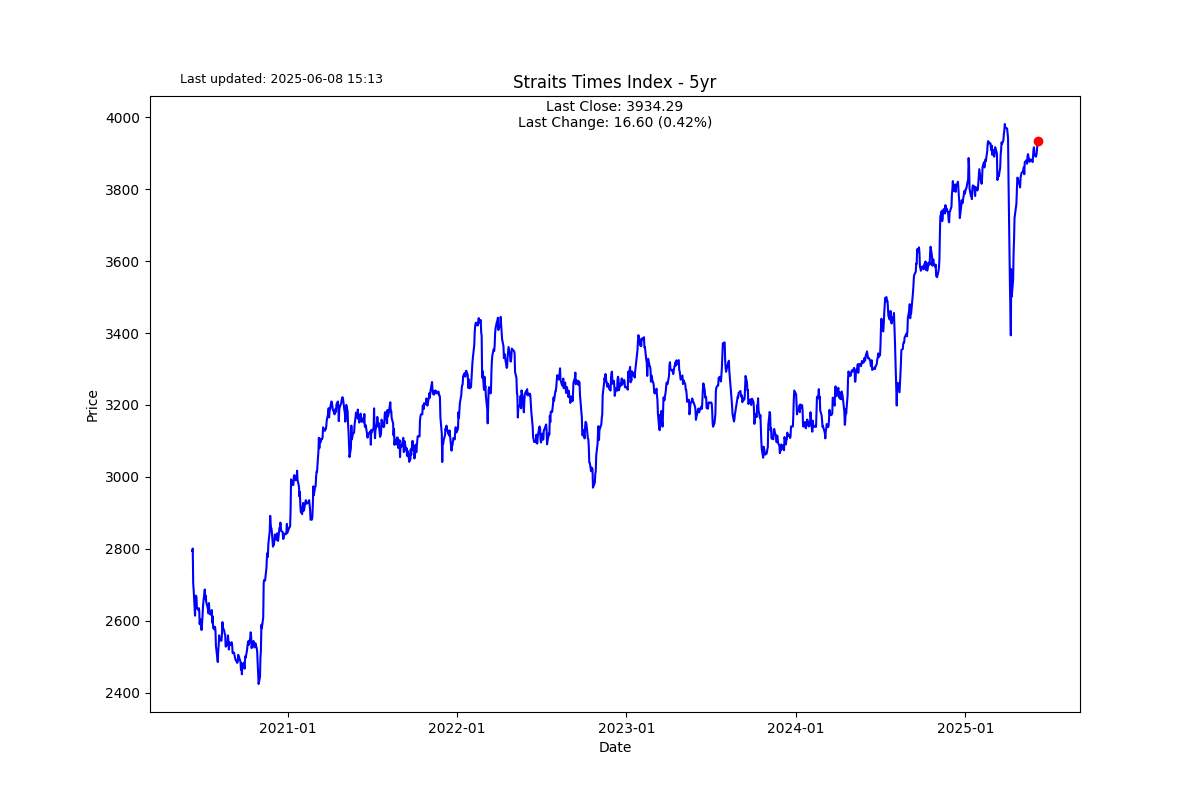 Last updated: 2025-06-08 15:13
Straits Times Index - 5yr
Last Close: 3934.29
Last Change: 16.60 (0.42%)
4000
3800
3600
3400
3200
3000
2800
2600
2400
Price
2021-01
2022-01
2023-01
2024-01
2025-01
Date